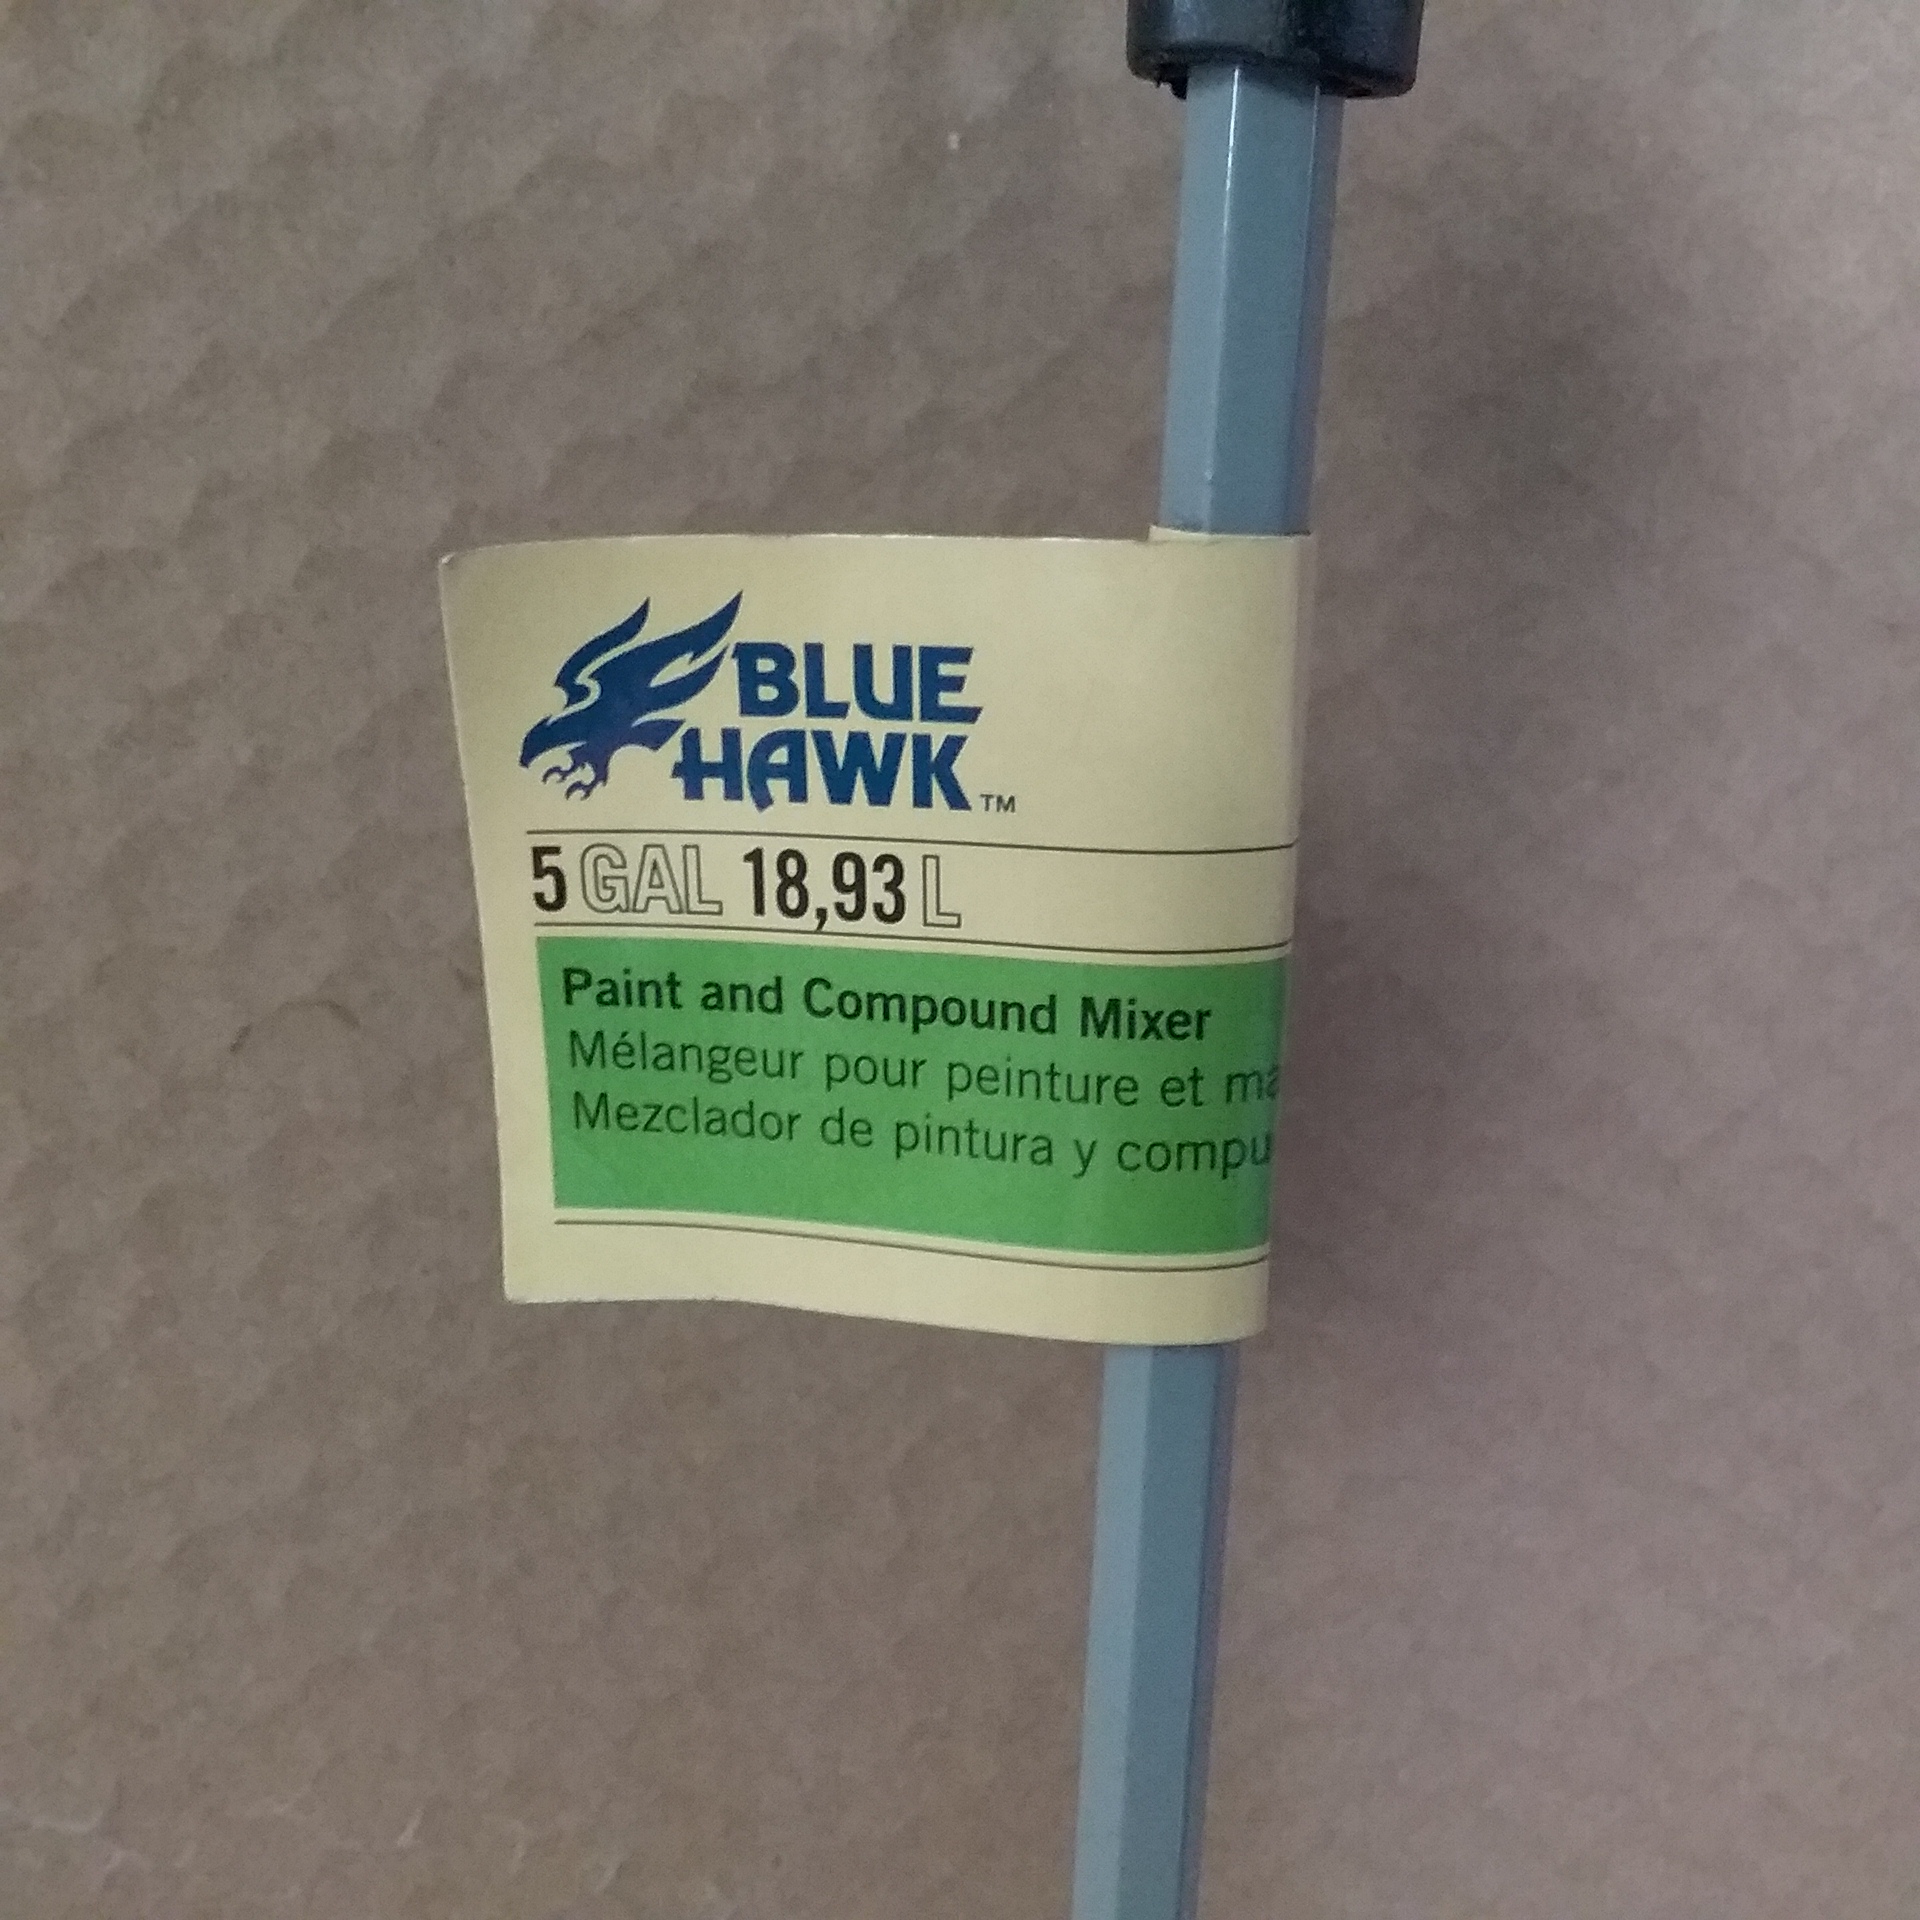 BLUE
HAWK™
5 GAL 18,93 L
Paint and Compound Mixer
Mélangeur pour peinture et
Mezclador de pintura y